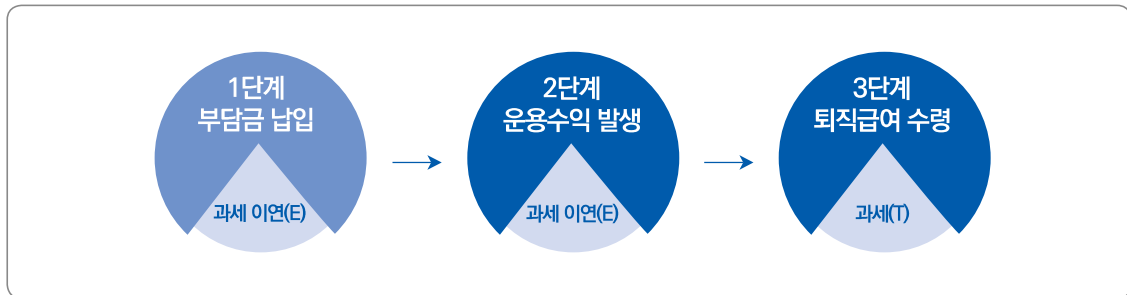 1단계
부담금 납입
과세 이연(E)
2단계
운용수익 발생
과세 이연(E)
3단계
퇴직급여 수령
과세(T)